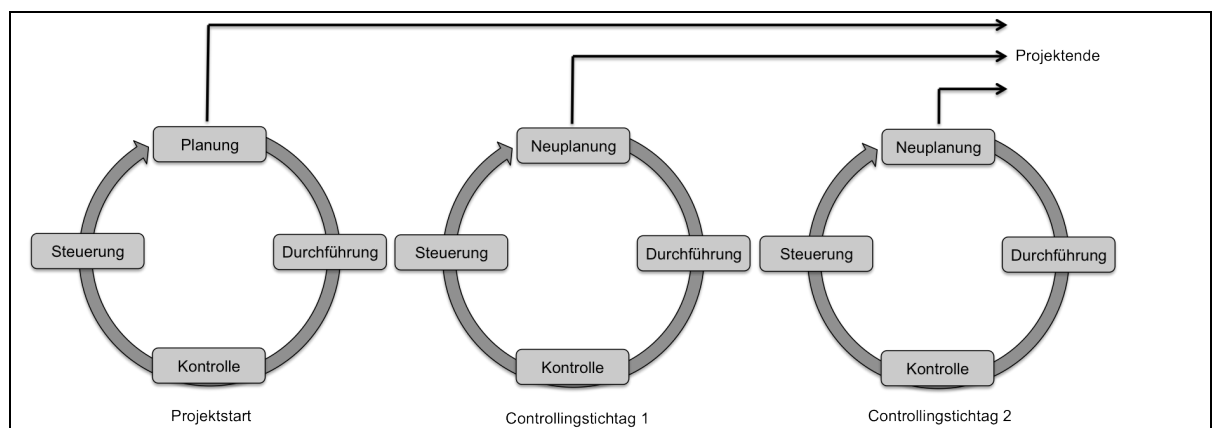 Projektende
Planung
Neuplanung
Neuplanung
Steuerung
Durchführung
Steuerung
Durchführung
Steuerung
Durchführung
Kontrolle
Kontrolle
Kontrolle
Projektstart
Controllingstichtag 1
Controllingstichtag 2